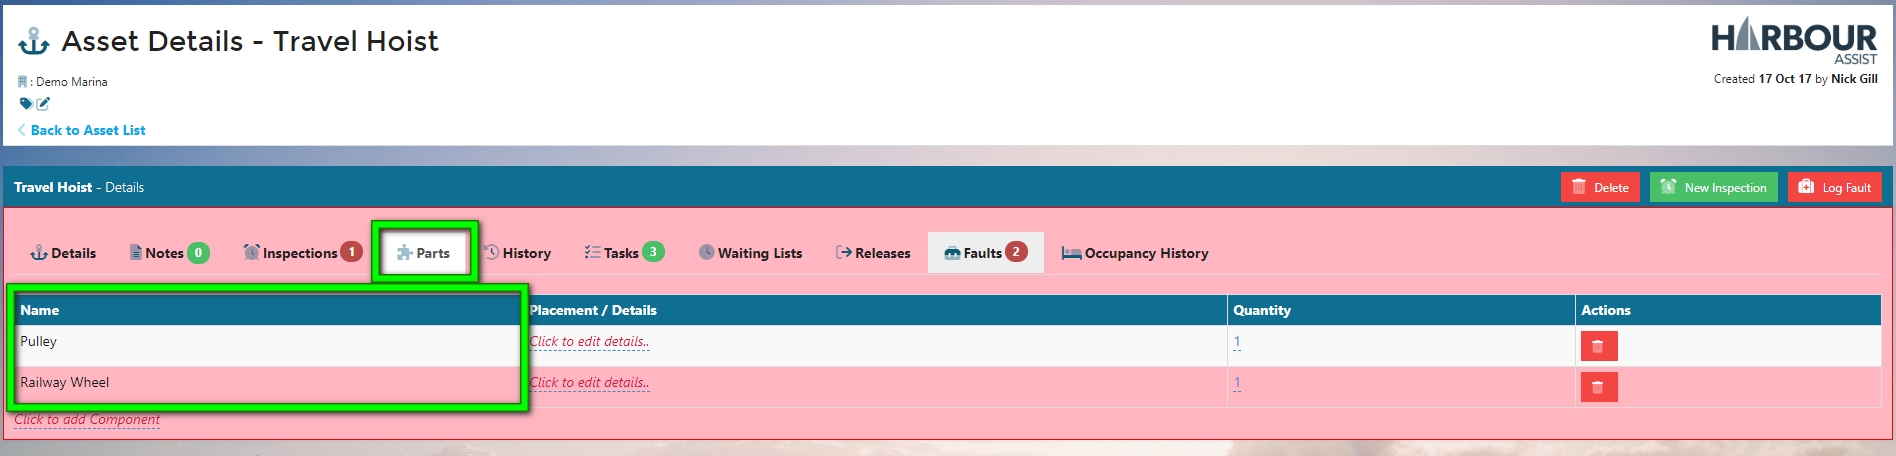 Asset Details - Travel Hoist
HARBOUR
ASSIST
: Demo Marina
Created 17 Oct 17 by Nick Gill
Back to Asset List
Travel Hoist - Details
Delete
New Inspection
Log Fault
Details
Notes 0
Inspections 1
Parts
History
Tasks 3
Waiting Lists
Releases
Faults 2
Occupancy History
Name Placement / Details Quantity Actions
Pulley Click to edit details.. 1
Railway Wheel Click to edit details.. 1
Click to add Component